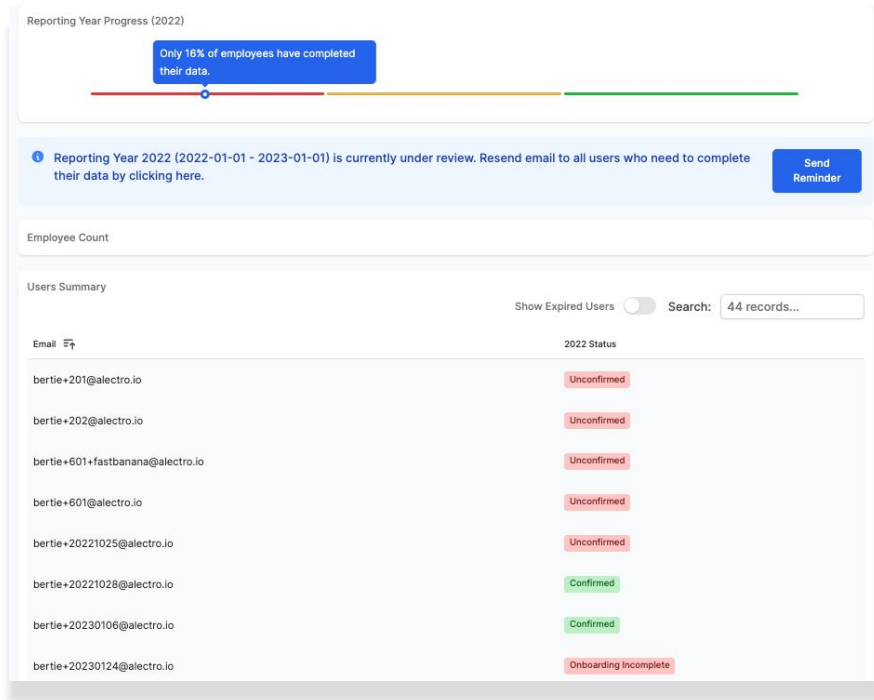 Reporting Year Progress (2022)
Only 16% of employees have completed
their data.
Reporting Year 2022 (2022-01-01 - 2023-01-01) is currently under review. Resend email to all users who need to complete
their data by clicking here.
Send
Reminder
Employee Count
Users Summary
Show Expired Users Search: 44 records...
Email 2022 Status
bertie+201@alectro.io Unconfirmed
bertie+202@alectro.io Unconfirmed
bertie+601+fastbanana@alectro.io Unconfirmed
bertie+601@alectro.io Unconfirmed
bertie+20221025@alectro.io Unconfirmed
bertie+20221028@alectro.io Confirmed
bertie+20230106@alectro.io Confirmed
bertie+20230124@alectro.io Onboarding Incomplete